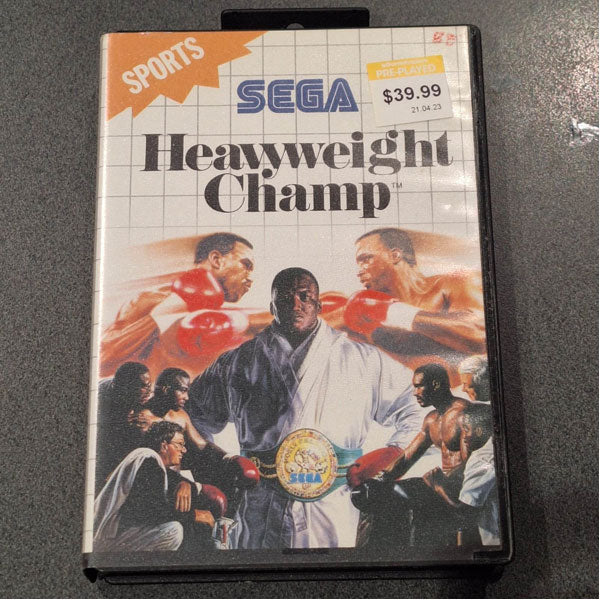 SPORTS
SEGA
PRE-PLAYED
$39.99
21.04.23
Heavyweight
Champ™
SEGA